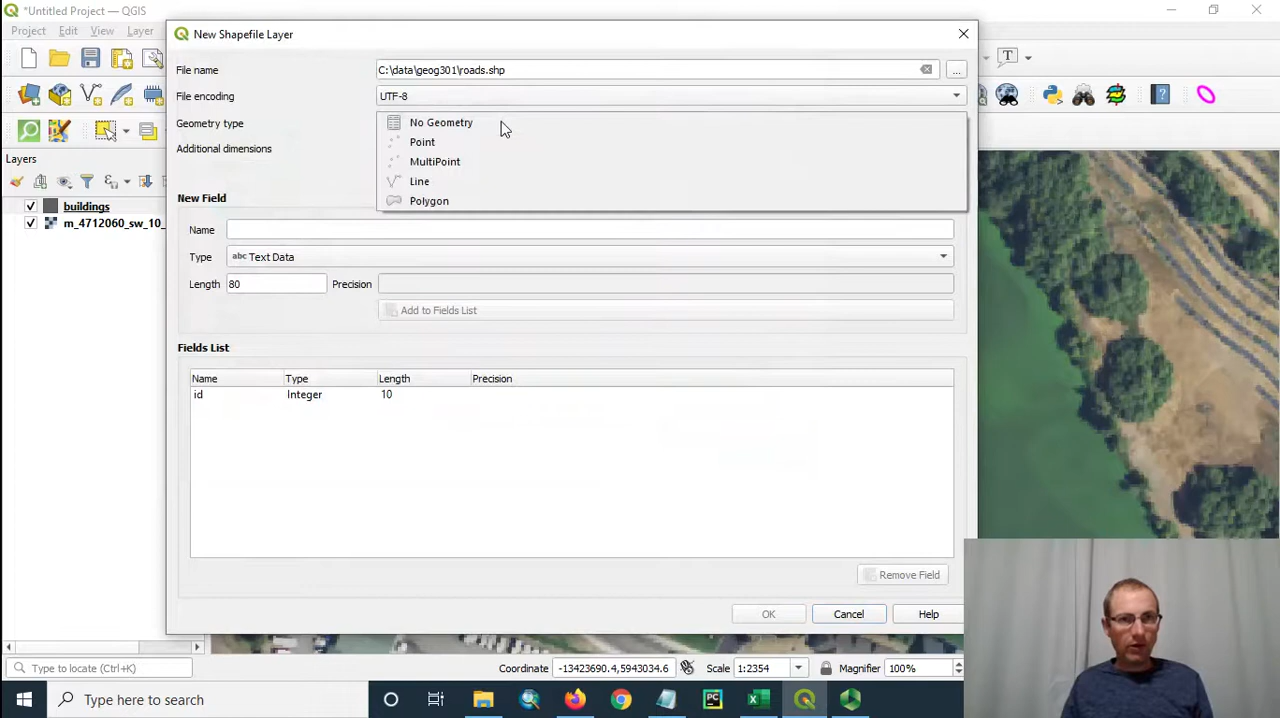 *Untitled Project — QGIS
Project Edit View Layer
New Shapefile Layer
File name C:\data\geog301\roads.shp ...
File encoding UTF-8
Geometry type
No Geometry
Point
MultiPoint
Line
Polygon
Additional dimensions
Layers
buildings
m_4712060_sw_10_
New Field
Name
Type abc Text Data
Length 80 Precision
Add to Fields List
Fields List
Name Type Length Precision
id Integer 10
Remove Field
OK Cancel Help
Type to locate (Ctrl+K) Coordinate -13423690.4,5943034.6 Scale 1:2354 Magnifier 100%
Type here to search